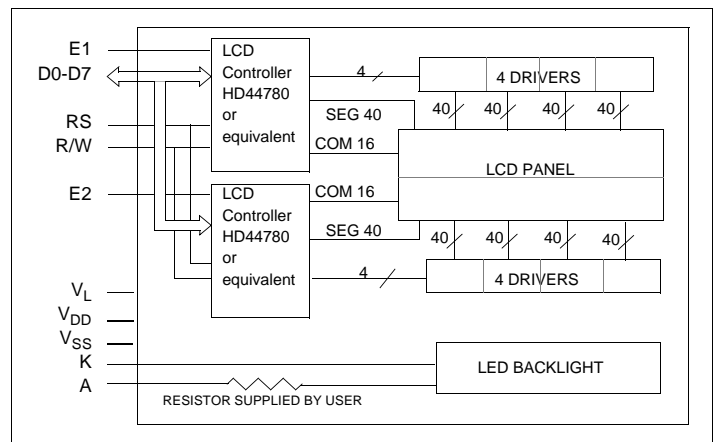 E1
D0-D7
RS
R/W
E2
VL
VDD
VSS
K
A
LCD
Controller
HD44780
or
equivalent
4
4 DRIVERS
SEG 40
40 40 40 40
COM 16
LCD PANEL
LCD
Controller
HD44780
or
equivalent
COM 16
SEG 40
40 40 40 40
4
4 DRIVERS
LED BACKLIGHT
RESISTOR SUPPLIED BY USER